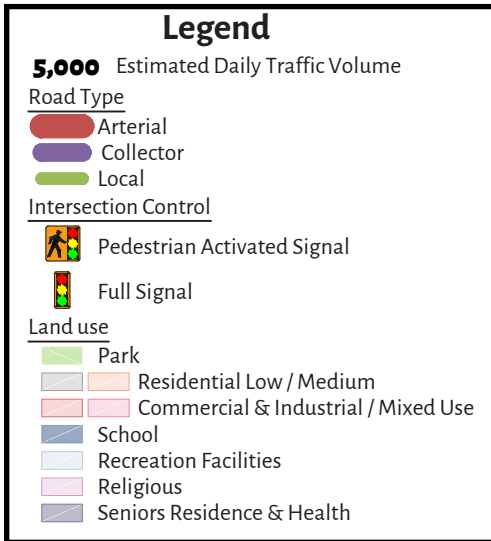 Legend
5,000 Estimated Daily Traffic Volume
Road Type
Arterial
Collector
Local
Intersection Control
Pedestrian Activated Signal
Full Signal
Land use
Park
Residential Low / Medium
Commercial & Industrial / Mixed Use
School
Recreation Facilities
Religious
Seniors Residence & Health